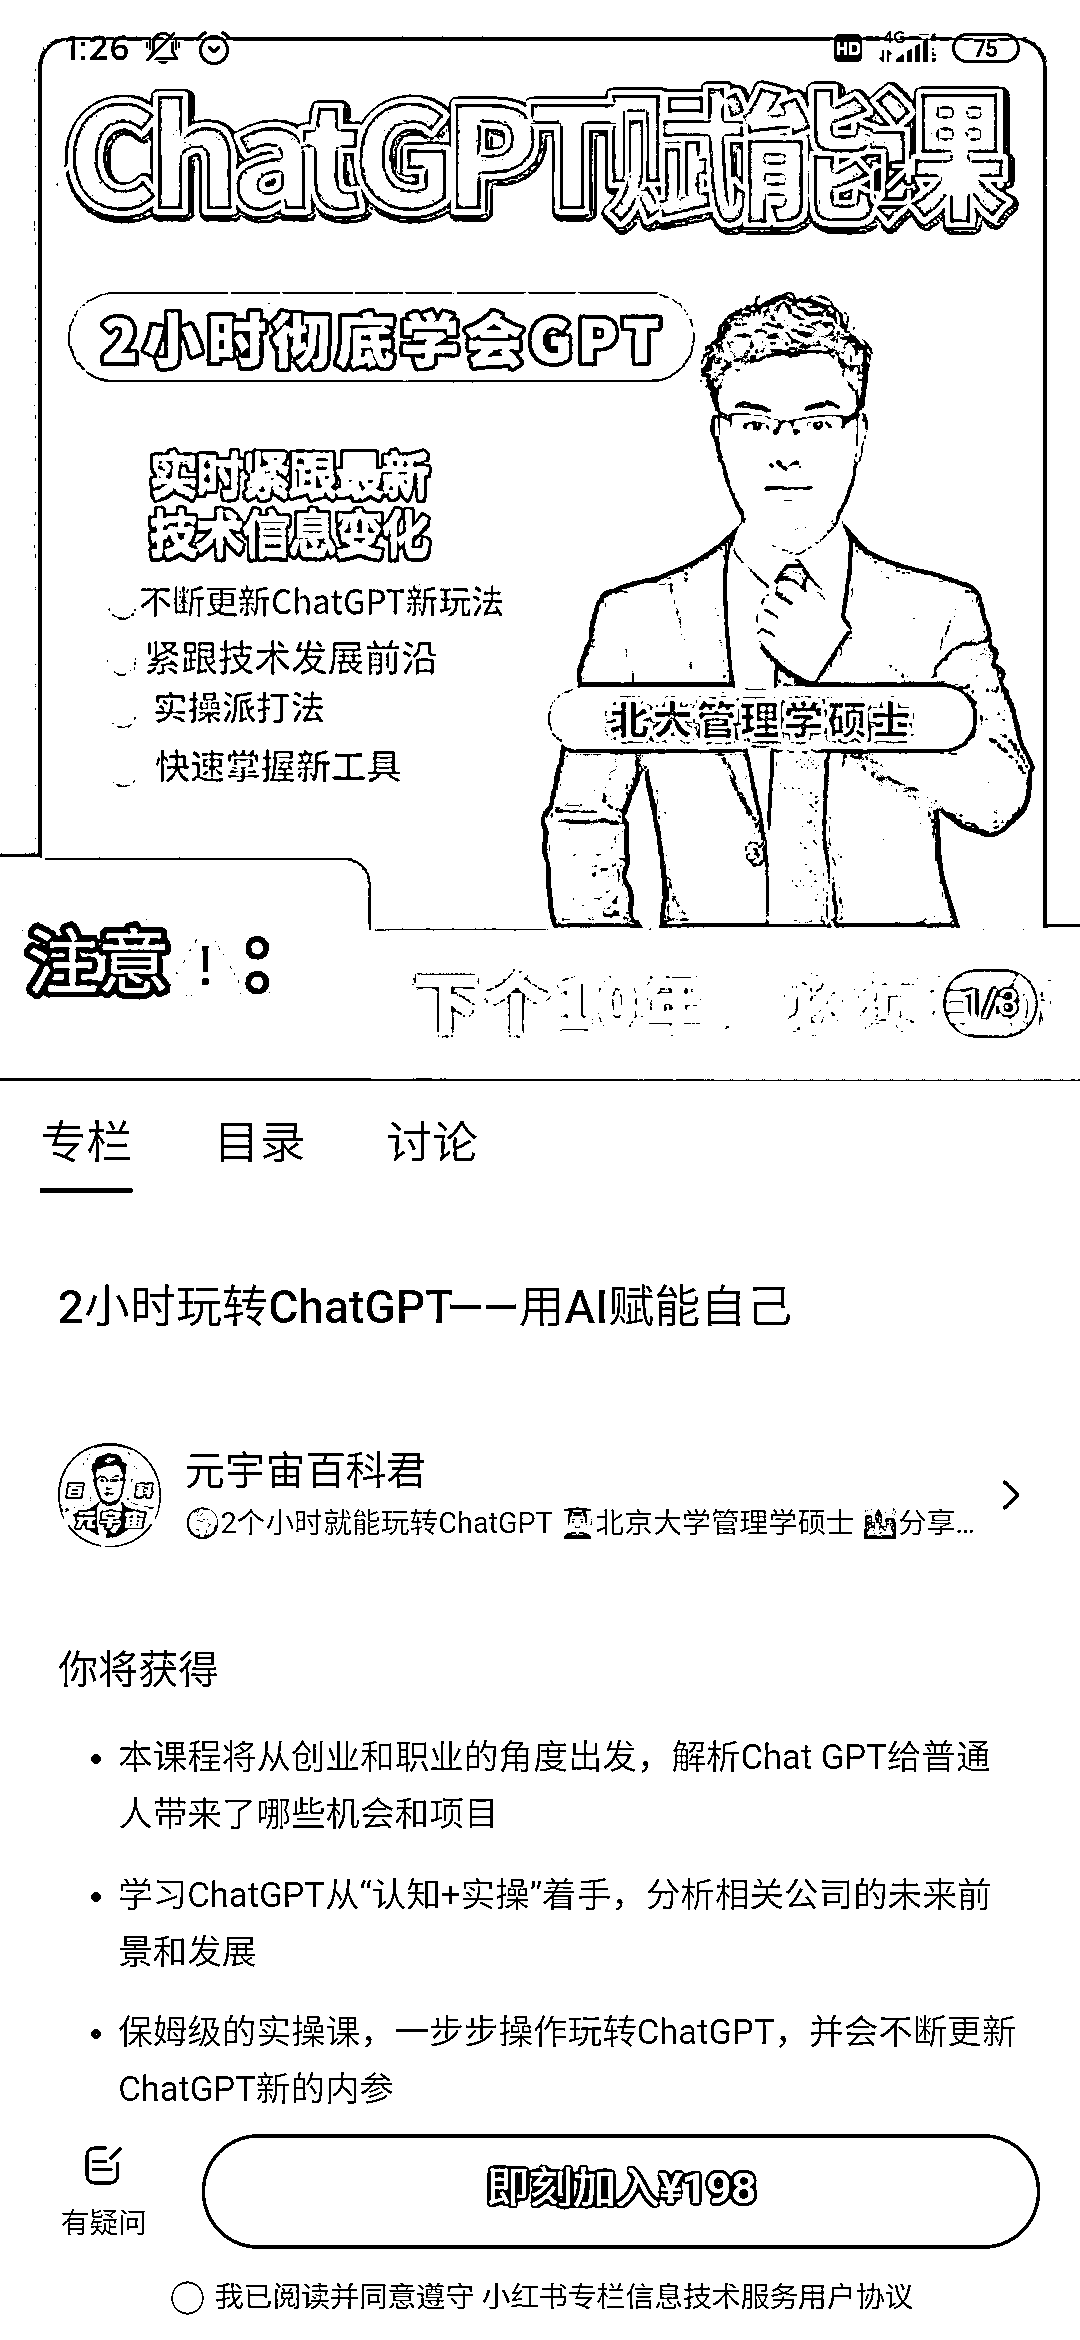 1:26
HD 4G 75
ChatGPT赋能课
2小时彻底学会GPT
实时紧跟最新
技术信息变化
不断更新ChatGPT新玩法
紧跟技术发展前沿
实操派打法
快速掌握新工具
北大管理学硕士
注意!:
下个10年
1/8
专栏 目录 讨论
2小时玩转ChatGPT——用AI赋能自己
百科
元宇宙
元宇宙百科君
2个小时就能玩转ChatGPT 北京大学管理学硕士 分享...
你将获得
• 本课程将从创业和职业的角度出发，解析Chat GPT给普通
人带来了哪些机会和项目
• 学习ChatGPT从“认知+实操”着手，分析相关公司的未来前
景和发展
• 保姆级的实操课，一步步操作玩转ChatGPT，并会不断更新
ChatGPT新的内参
有疑问
即刻加入¥198
我已阅读并同意遵守 小红书专栏信息技术服务用户协议